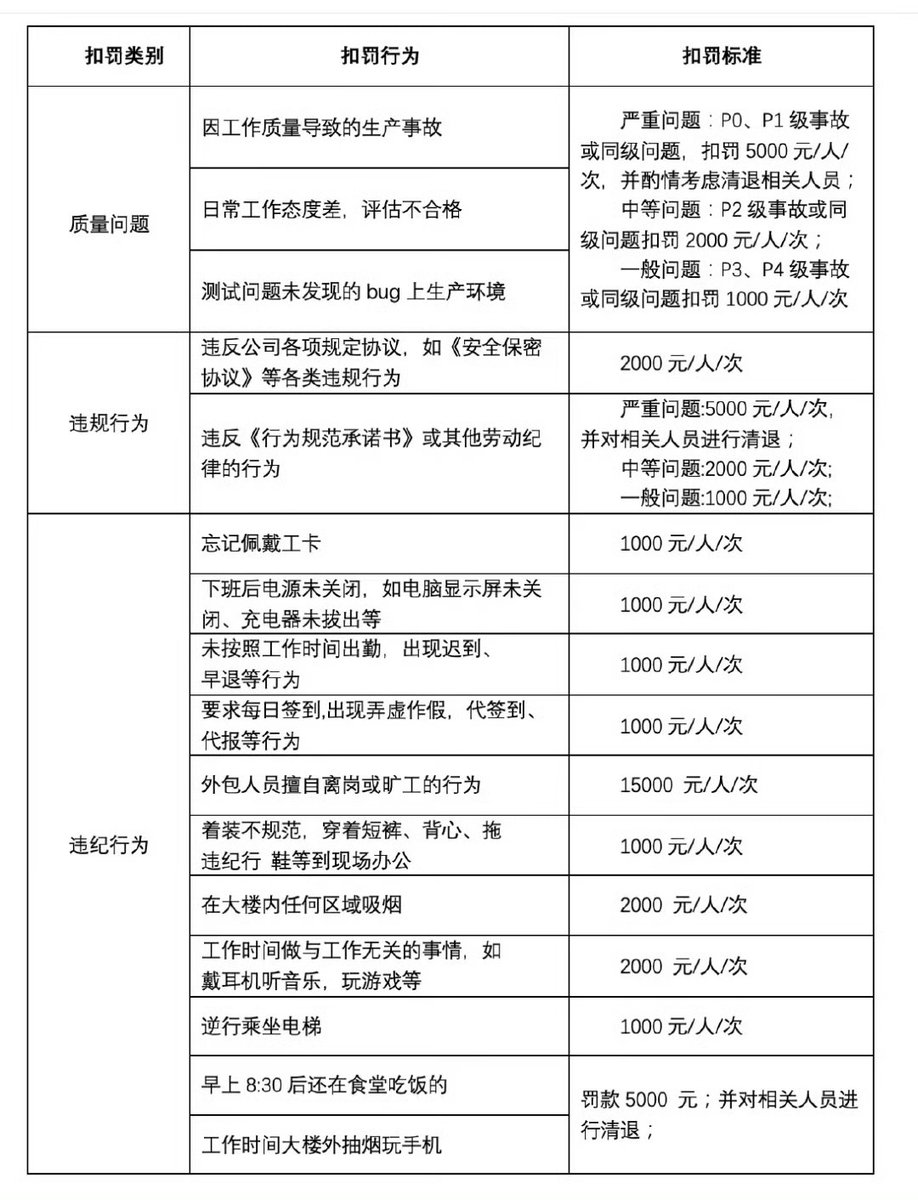 扣罚类别
扣罚行为
扣罚标准
质量问题
因工作质量导致的生产事故
日常工作态度差，评估不合格
测试问题未发现的 bug 上生产环境
严重问题：P0、P1 级事故
或同级问题，扣罚 5000 元/人/
次，并酌情考虑清退相关人员；
中等问题：P2 级事故或同
级问题扣罚 2000 元/人/次；
一般问题：P3、P4 级事故
或同级问题扣罚 1000 元/人/次
违规行为
违反公司各项规定协议，如《安全保密
协议》等各类违规行为
2000 元/人/次
违反《行为规范承诺书》或其他劳动纪
律的行为
严重问题:5000 元/人/次，
并对相关人员进行清退；
中等问题:2000 元/人/次;
一般问题:1000 元/人/次;
违纪行为
忘记佩戴工卡
1000 元/人/次
下班后电源未关闭，如电脑显示屏未关
闭、充电器未拔出等
1000 元/人/次
未按照工作时间出勤，出现迟到、
早退等行为
1000 元/人/次
要求每日签到,出现弄虚作假，代签到、
代报等行为
1000 元/人/次
外包人员擅自离岗或旷工的行为
15000 元/人/次
着装不规范，穿着短裤、背心、拖
违纪行 鞋等到现场办公
1000 元/人/次
在大楼内任何区域吸烟
2000 元/人/次
工作时间做与工作无关的事情，如
戴耳机听音乐，玩游戏等
2000 元/人/次
逆行乘坐电梯
1000 元/人/次
早上 8:30 后还在食堂吃饭的
工作时间大楼外抽烟玩手机
罚款 5000 元；并对相关人员进
行清退；